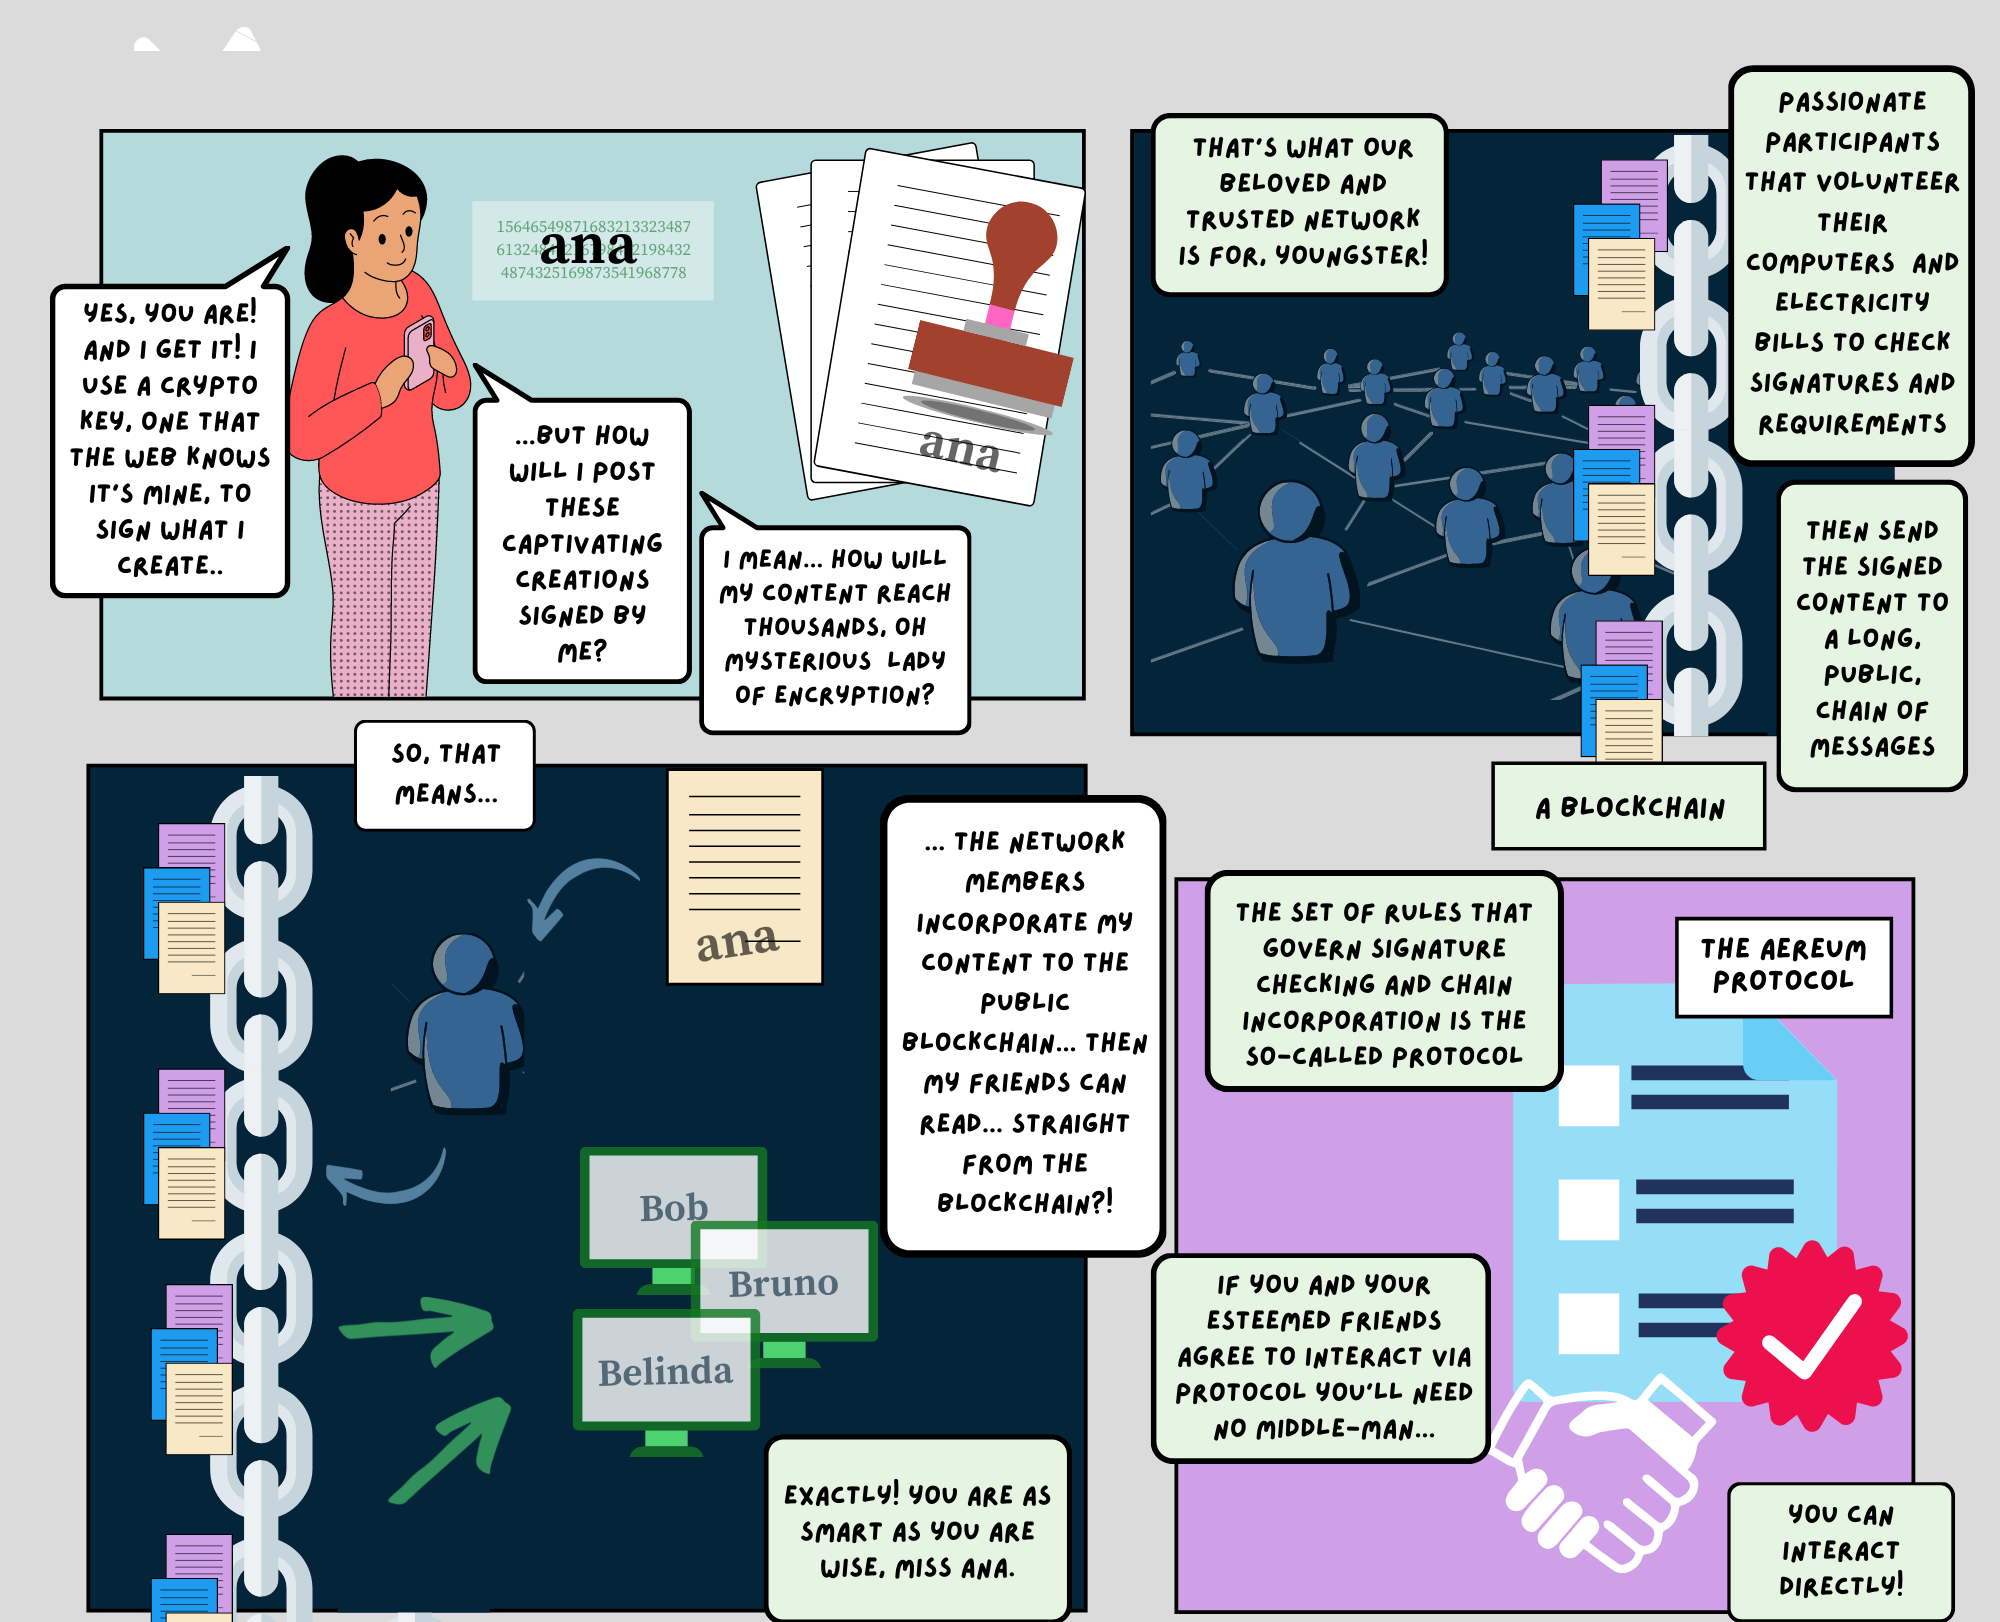 YES, YOU ARE!
AND I GET IT! I
USE A CRYPTO
KEY, ONE THAT
THE WEB KNOWS
IT'S MINE, TO
SIGN WHAT I
CREATE..
15646549871683213323487
ana
4874325169873541968778
...BUT HOW
WILL I POST
THESE
CAPTIVATING
CREATIONS
SIGNED BY
ME?
ana
I MEAN... HOW WILL
MY CONTENT REACH
THOUSANDS, OH
MYSTERIOUS LADY
OF ENCRYPTION?
THAT'S WHAT OUR
BELOVED AND
TRUSTED NETWORK
IS FOR, YOUNGSTER!
PASSIONATE
PARTICIPANTS
THAT VOLUNTEER
THEIR
COMPUTERS AND
ELECTRICITY
BILLS TO CHECK
SIGNATURES AND
REQUIREMENTS
THEN SEND
THE SIGNED
CONTENT TO
A LONG,
PUBLIC,
CHAIN OF
MESSAGES
A BLOCKCHAIN
SO, THAT
MEANS...
ana
... THE NETWORK
MEMBERS
INCORPORATE MY
CONTENT TO THE
PUBLIC
BLOCKCHAIN... THEN
MY FRIENDS CAN
READ... STRAIGHT
FROM THE
BLOCKCHAIN?!
Bob
Bruno
Belinda
EXACTLY! YOU ARE AS
SMART AS YOU ARE
WISE, MISS ANA.
THE SET OF RULES THAT
GOVERN SIGNATURE
CHECKING AND CHAIN
INCORPORATION IS THE
SO-CALLED PROTOCOL
THE AEREUM
PROTOCOL
IF YOU AND YOUR
ESTEEMED FRIENDS
AGREE TO INTERACT VIA
PROTOCOL YOU'LL NEED
NO MIDDLE-MAN...
YOU CAN
INTERACT
DIRECTLY!